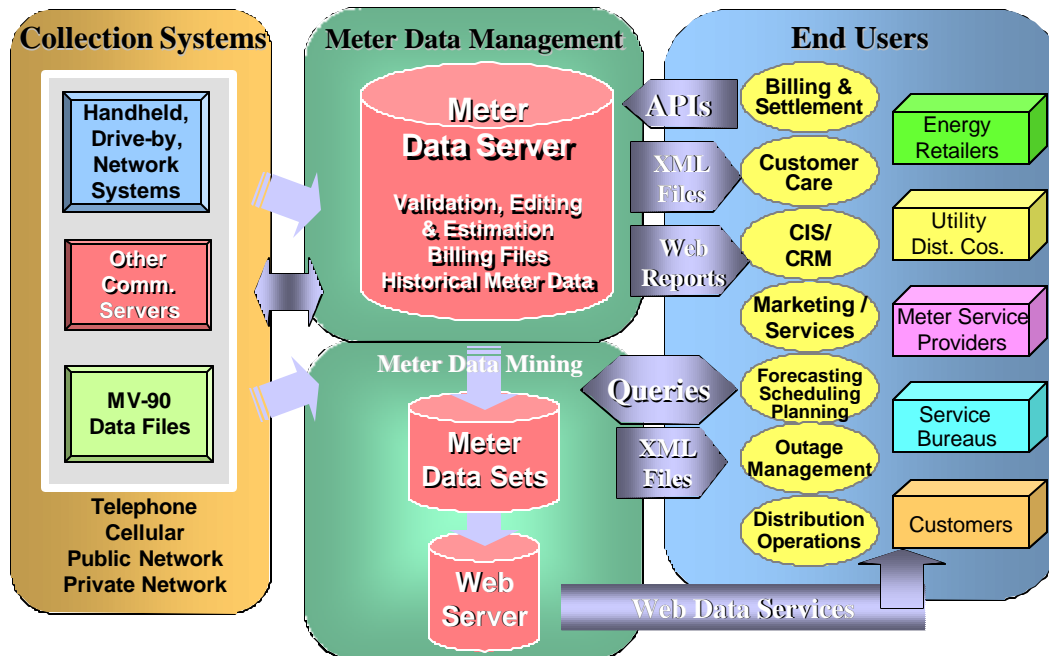 Collection Systems
Handheld,
Drive-by,
Network
Systems
Other
Comm.
Servers
MV-90
Data Files
Telephone
Cellular
Public Network
Private Network
Meter Data Management
Meter
Data Server
Validation, Editing
& Estimation
Billing Files
Historical Meter Data
Meter Data Mining
Meter
Data Sets
Web
Server
APIs
XML
Files
Web
Reports
Queries
XML
Files
Web Data Services
End Users
Billing &
Settlement
Customer
Care
CIS/
CRM
Marketing /
Services
Forecasting
Scheduling
Planning
Outage
Management
Distribution
Operations
Energy
Retailers
Utility
Dist. Cos.
Meter Service
Providers
Service
Bureaus
Customers